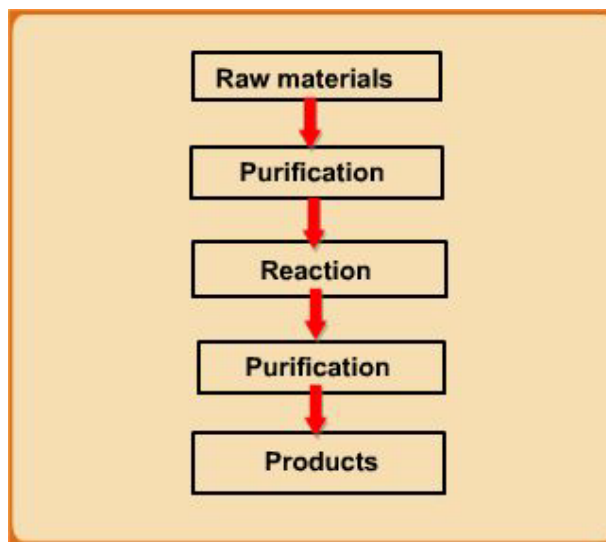 Raw materials
Purification
Reaction
Purification
Products